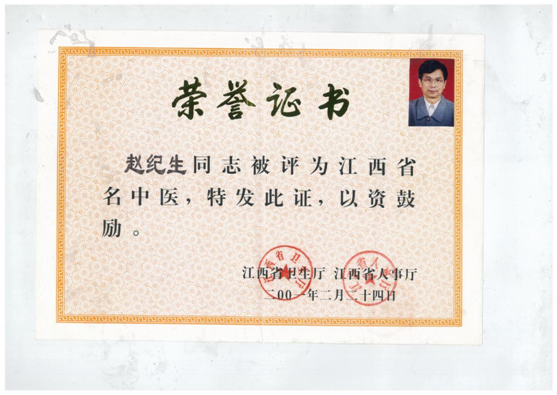 荣誉证书
赵纪生同志被评为江西省
名中医，特发此证，以资鼓
励。
江西省卫生厅 江西省人事厅
二00一年二月二十四日